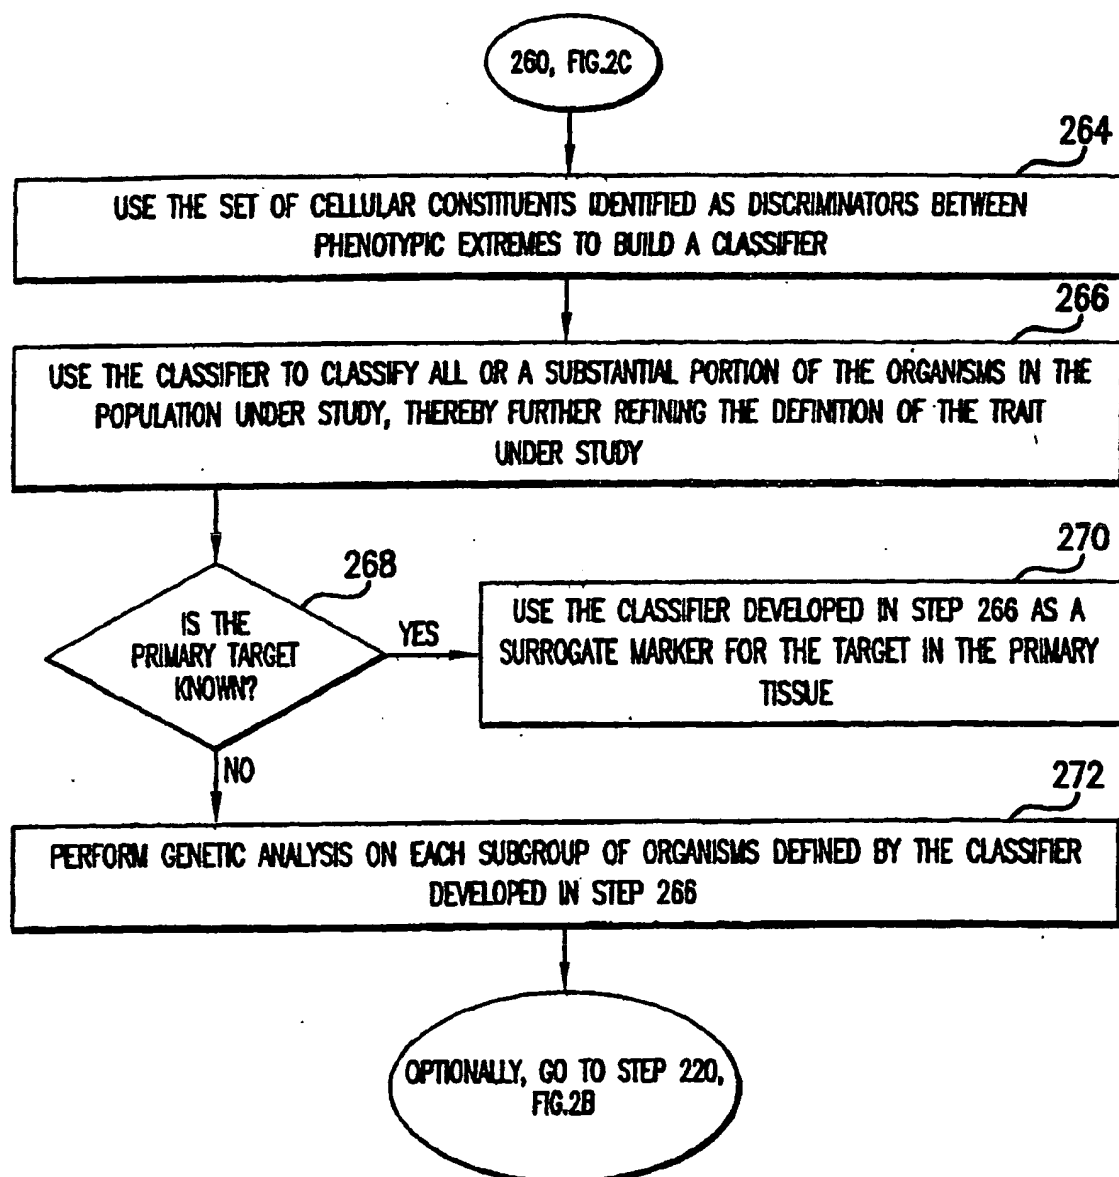 260, FIG.2C
264
USE THE SET OF CELLULAR CONSTITUENTS IDENTIFIED AS DISCRIMINATORS BETWEEN
PHENOTYPIC EXTREMES TO BUILD A CLASSIFIER
266
USE THE CLASSIFIER TO CLASSIFY ALL OR A SUBSTANTIAL PORTION OF THE ORGANISMS IN THE
POPULATION UNDER STUDY, THEREBY FURTHER REFINING THE DEFINITION OF THE TRAIT
UNDER STUDY
268
IS THE
PRIMARY TARGET
KNOWN?
YES
270
USE THE CLASSIFIER DEVELOPED IN STEP 266 AS A
SURROGATE MARKER FOR THE TARGET IN THE PRIMARY
TISSUE
NO
272
PERFORM GENETIC ANALYSIS ON EACH SUBGROUP OF ORGANISMS DEFINED BY THE CLASSIFIER
DEVELOPED IN STEP 266
OPTIONALLY, GO TO STEP 220,
FIG.2B